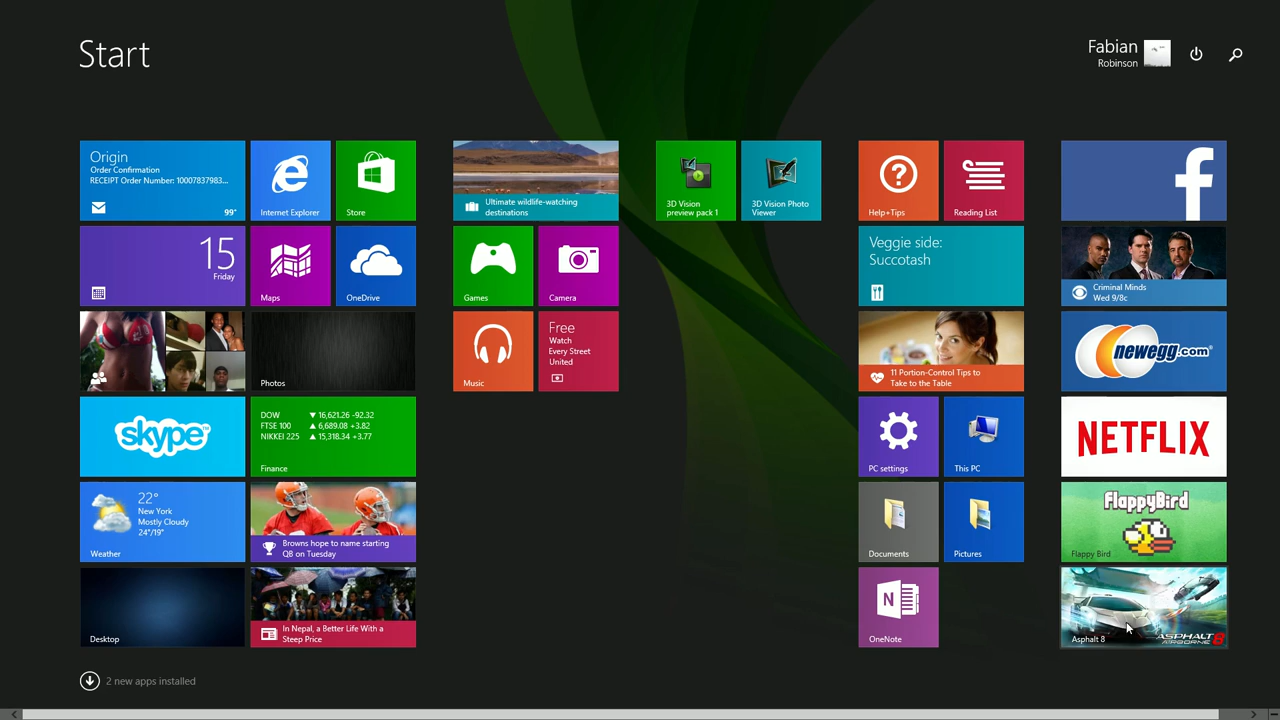 Start
Fabian
Robinson
Origin
Order Confirmation
RECEIPT Order Number: 10007837983...
99+
Internet Explorer
Store
15
Friday
Maps
OneDrive
Photos
skype
TM
DOW ▼ 16,621.26 -92.32
FTSE 100 ▲ 6,689.08 +3.82
NIKKEI 225 ▲ 15,318.34 +3.77
Finance
22°
New York
Mostly Cloudy
24°/19°
Weather
Browns hope to name starting
QB on Tuesday
Desktop
In Nepal, a Better Life With a
Steep Price
Ultimate wildlife-watching
destinations
Games
Camera
Music
Free
Watch
Every Street
United
3D Vision
preview pack 1
3D Vision Photo
Viewer
Help+Tips
Reading List
Veggie side:
Succotash
11 Portion-Control Tips to
Take to the Table
PC settings
This PC
Documents
Pictures
N
OneNote
f
Criminal Minds
Wed 9/8c
newegg.com®
NETFLIX
FlappyBird
Flappy Bird
Asphalt 8
ASPHALT 8
AIRBORNE
2 new apps installed